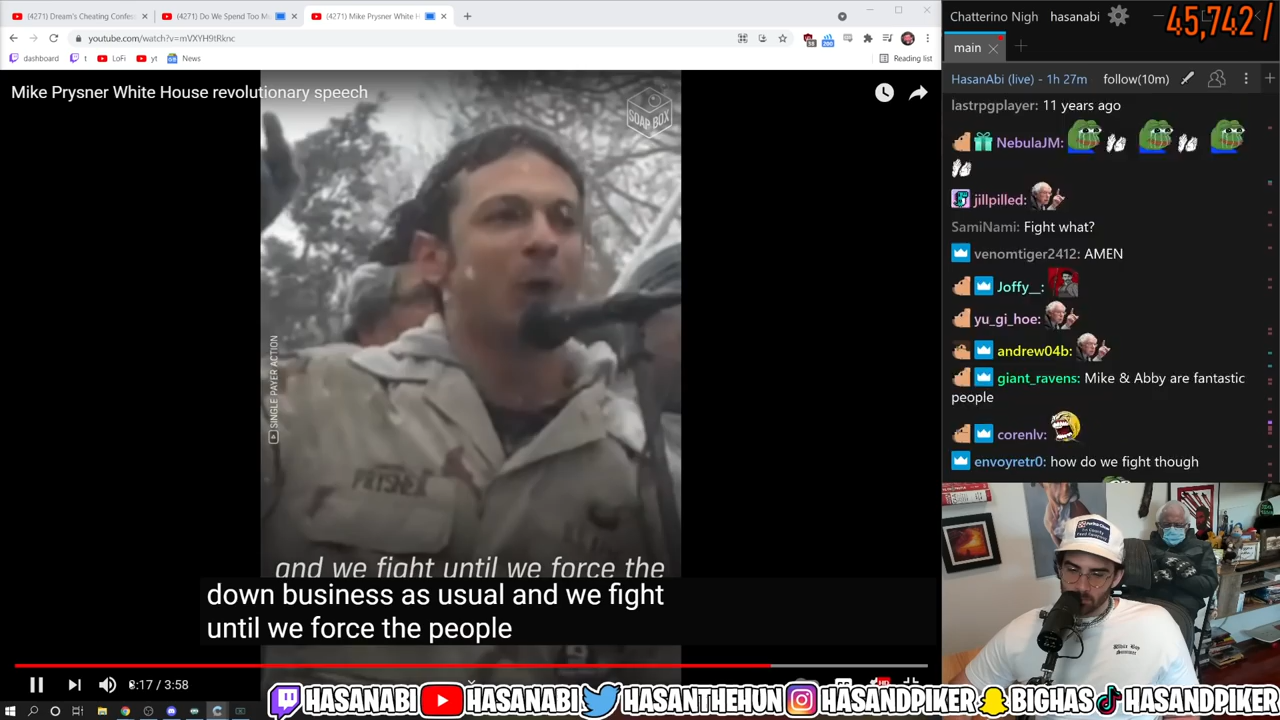 (4271) Dream's Cheating Confes
(4271) Do We Spend Too M
(4271) Mike Prysner White H
youtube.com/watch?v=mVXYH9tRknc
dashboard
t
LoFi
yt
News
Reading list
Mike Prysner White House revolutionary speech
SOAP BOX
SINGLE PAYER ACTION
PRYSNER
and we fight until we force the
down business as usual and we fight
until we force the people
3:17 / 3:58
Chatterino Nigh
hasanabi
45,742 /
main
HasanAbi (live) - 1h 27m
follow(10m)
lastrpgplayer: 11 years ago
NebulaJM:
jillpilled:
SamiNami: Fight what?
venomtiger2412: AMEN
Joffy__:
yu_gi_hoe:
andrew04b:
giant_ravens: Mike & Abby are fantastic
people
corenlv:
envoyretr0: how do we fight though
HASANABI
HASANABI
HASANTHEHUN
HASANDPIKER
BIGHAS
HASANDPIKER